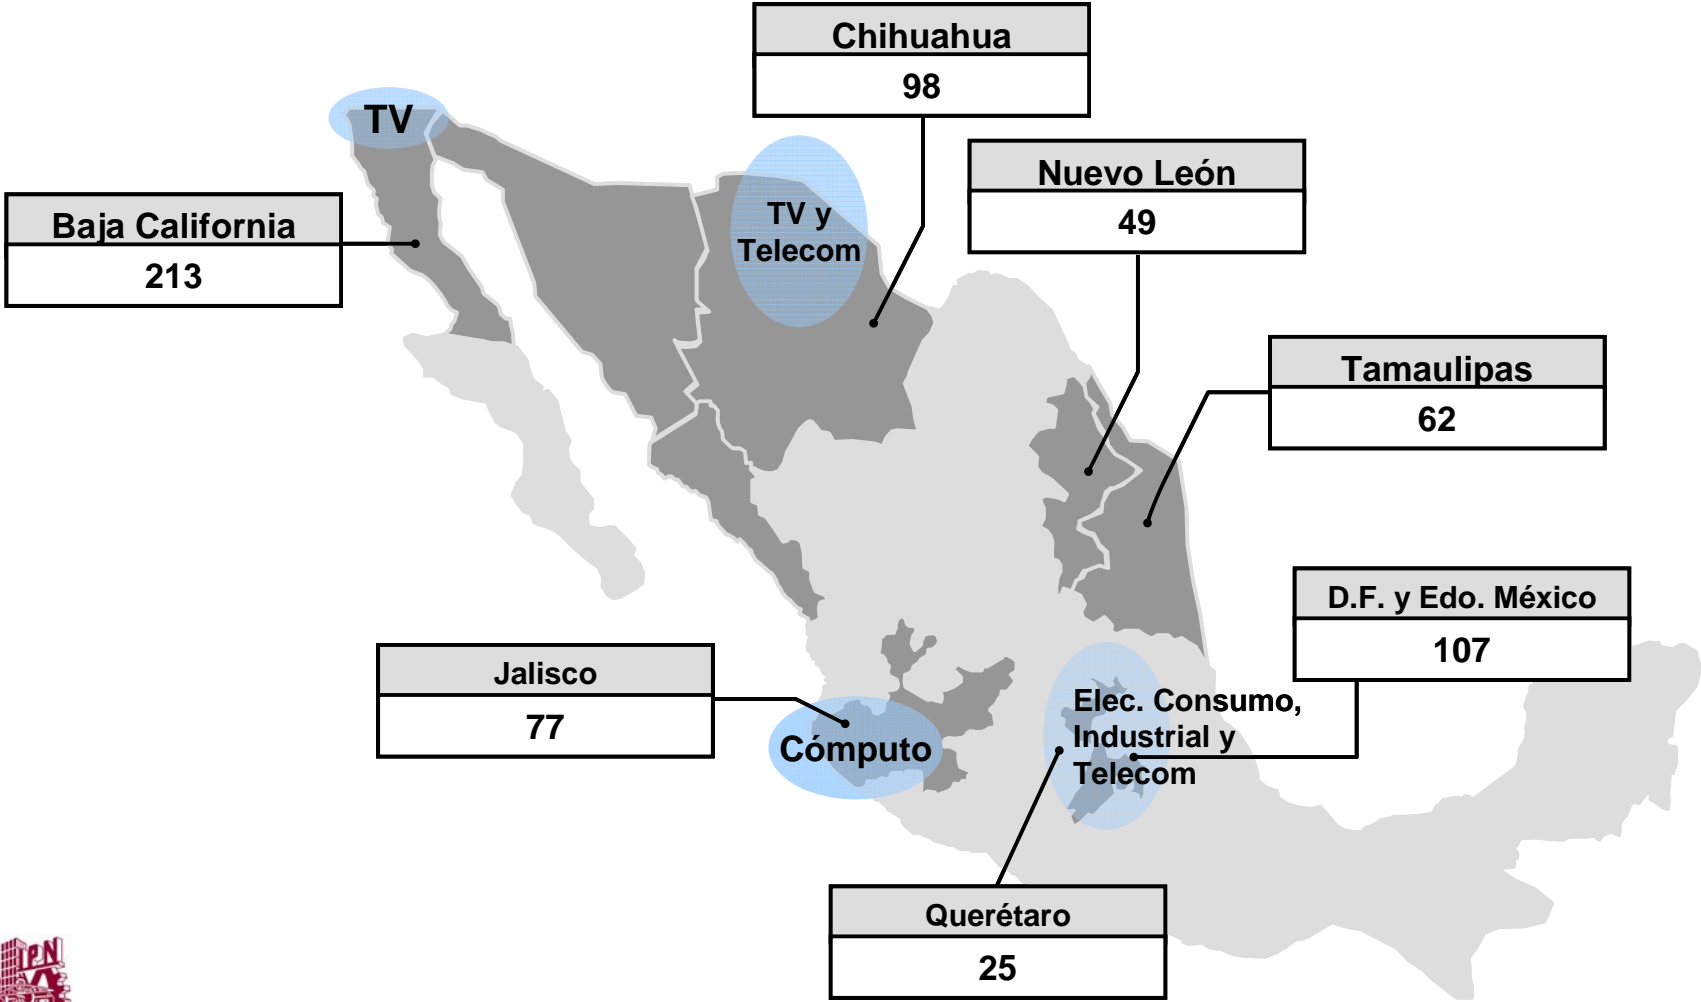 Chihuahua
98
TV
Nuevo León
49
TV y
Telecom
Baja California
213
Tamaulipas
62
D.F. y Edo. México
107
Jalisco
77
Elec. Consumo,
Industrial y
Telecom
Cómputo
Querétaro
25
IPN